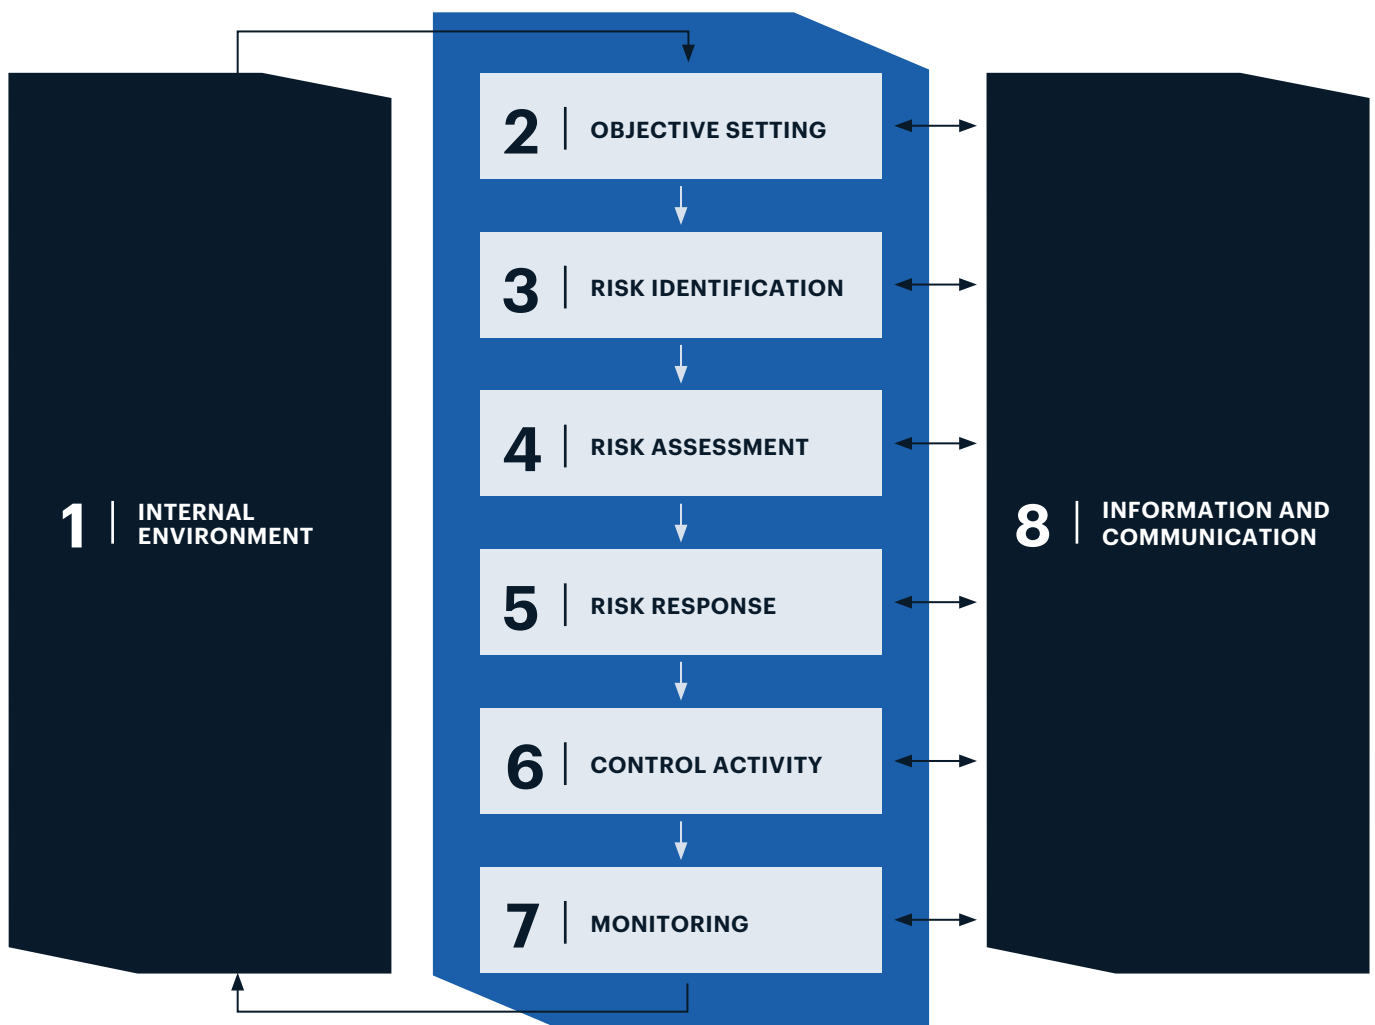 1 | INTERNAL
ENVIRONMENT
2 | OBJECTIVE SETTING
3 | RISK IDENTIFICATION
4 | RISK ASSESSMENT
5 | RISK RESPONSE
6 | CONTROL ACTIVITY
7 | MONITORING
8 | INFORMATION AND
COMMUNICATION